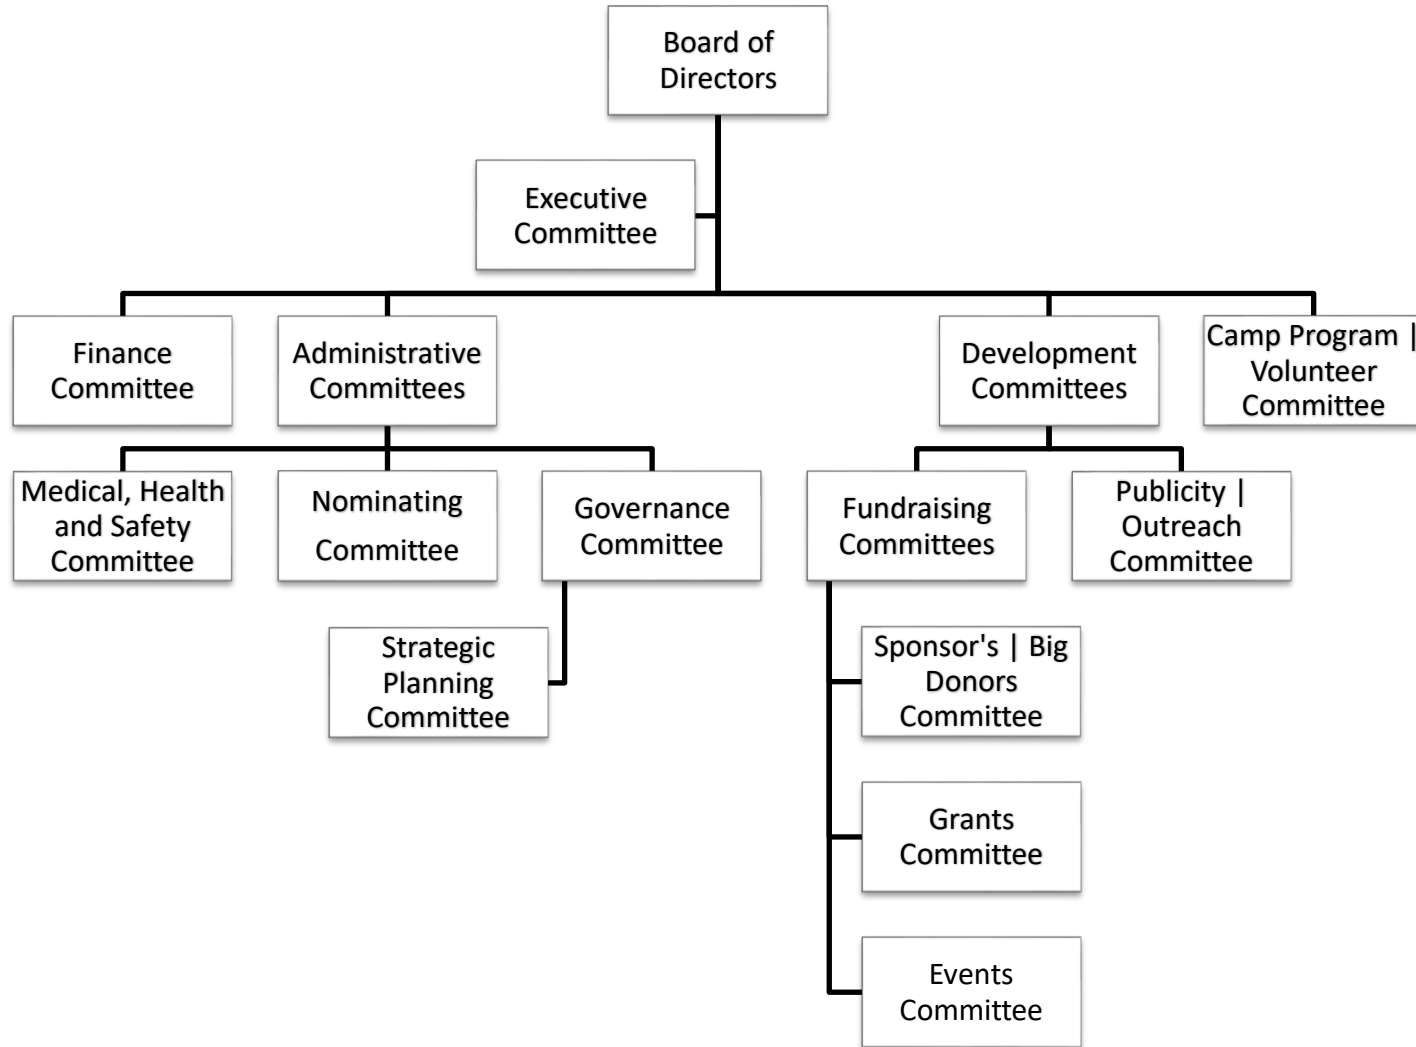 Board of
Directors
Executive
Committee
Finance
Committee
Administrative
Committees
Development
Committees
Camp Program |
Volunteer
Committee
Medical, Health
and Safety
Committee
Nominating
Committee
Governance
Committee
Fundraising
Committees
Publicity |
Outreach
Committee
Strategic
Planning
Committee
Sponsor's | Big
Donors
Committee
Grants
Committee
Events
Committee